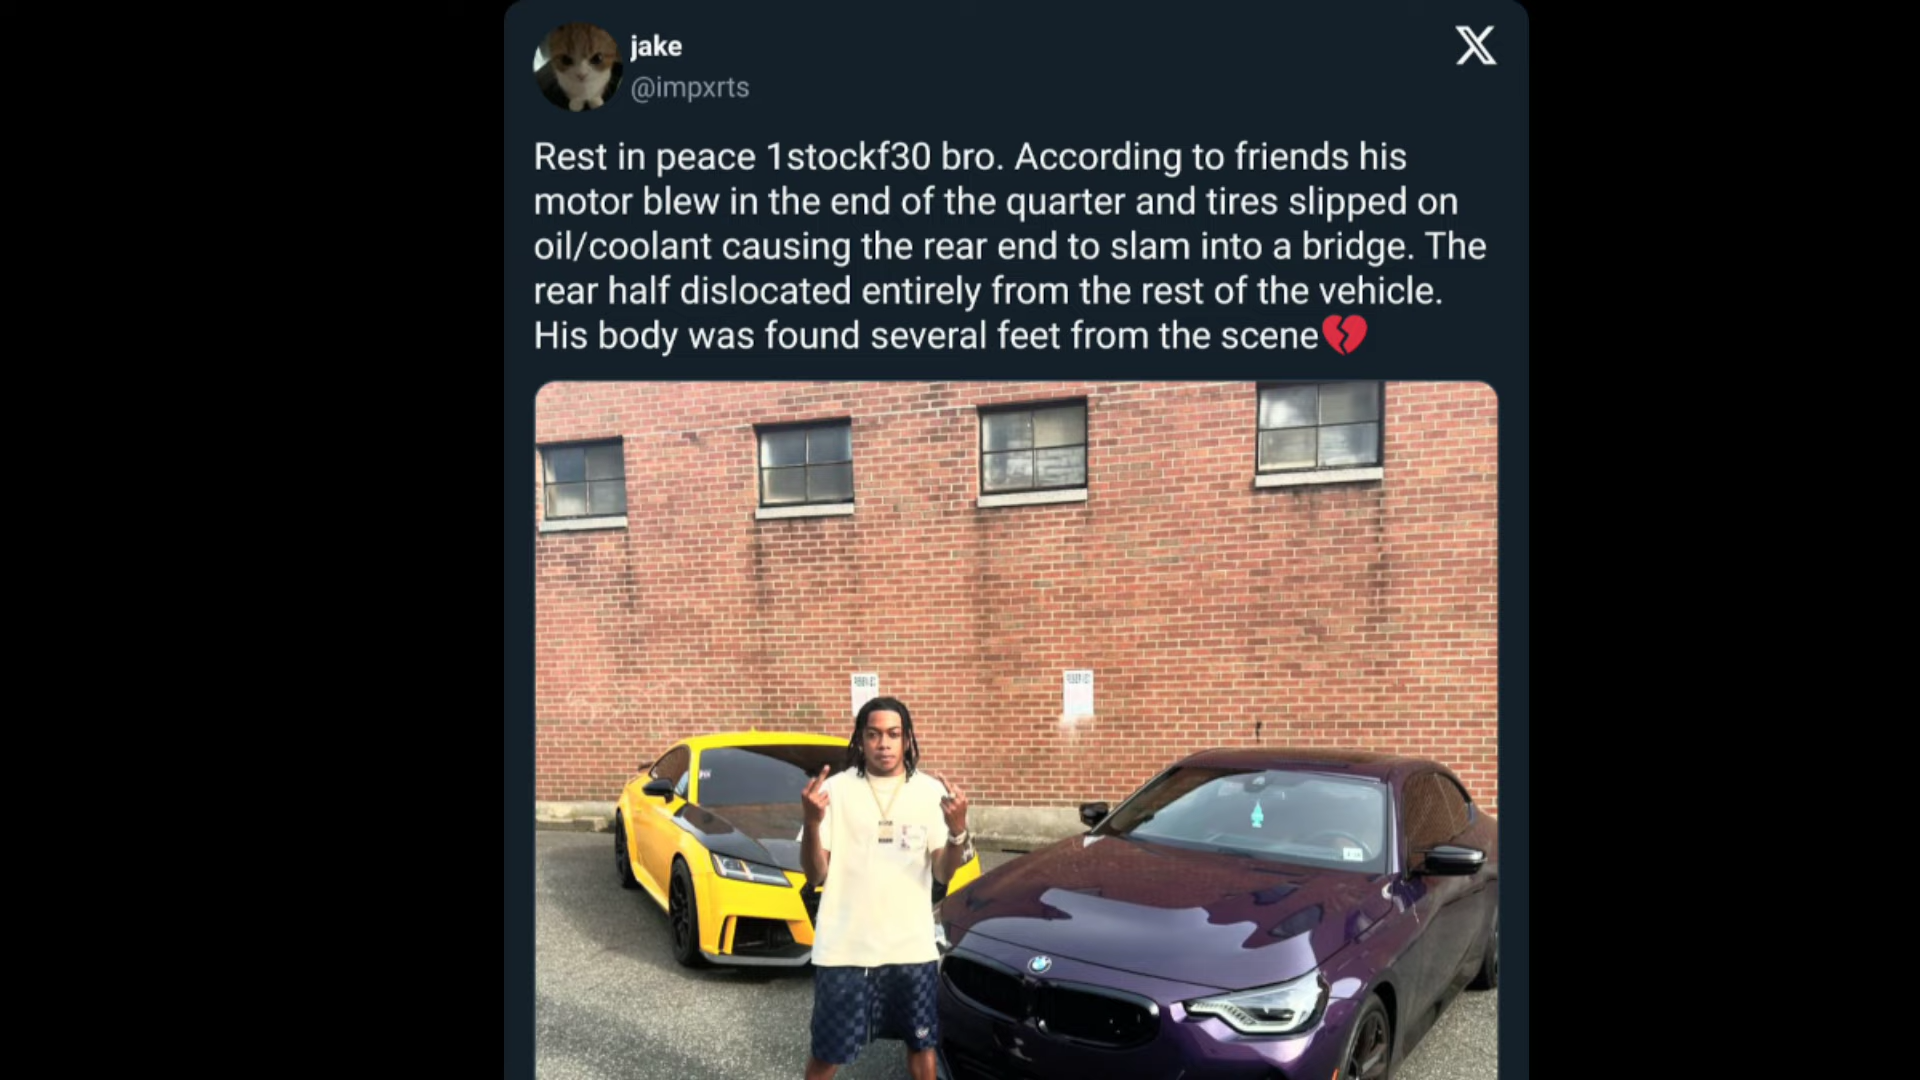 jake
@impxrts
Rest in peace 1stockf30 bro. According to friends his
motor blew in the end of the quarter and tires slipped on
oil/coolant causing the rear end to slam into a bridge. The
rear half dislocated entirely from the rest of the vehicle.
His body was found several feet from the scene💔